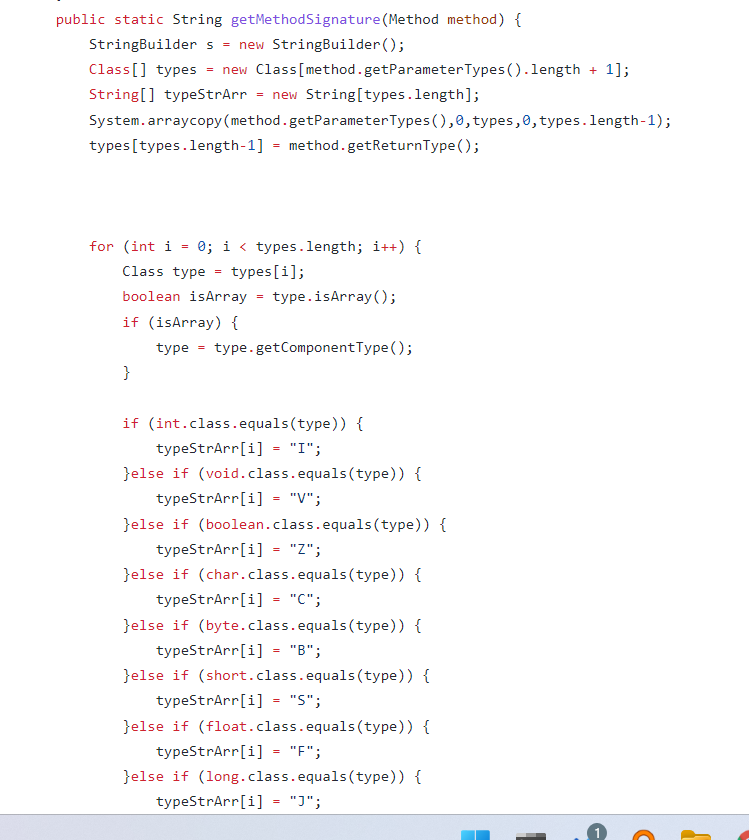 public static String getMethodSignature(Method method) {
StringBuilder s = new StringBuilder();
Class[] types = new Class[method.getParameterTypes().length + 1];
String[] typeStrArr = new String[types.length];
System.arraycopy(method.getParameterTypes(),0,types,0,types.length-1);
types[types.length-1] = method.getReturnType();
for (int i = 0; i < types.length; i++) {
Class type = types[i];
boolean isArray = type.isArray();
if (isArray) {
type = type.getComponentType();
}
if (int.class.equals(type)) {
typeStrArr[i] = "I";
}else if (void.class.equals(type)) {
typeStrArr[i] = "V";
}else if (boolean.class.equals(type)) {
typeStrArr[i] = "Z";
}else if (char.class.equals(type)) {
typeStrArr[i] = "C";
}else if (byte.class.equals(type)) {
typeStrArr[i] = "B";
}else if (short.class.equals(type)) {
typeStrArr[i] = "S";
}else if (float.class.equals(type)) {
typeStrArr[i] = "F";
}else if (long.class.equals(type)) {
typeStrArr[i] = "J";
1